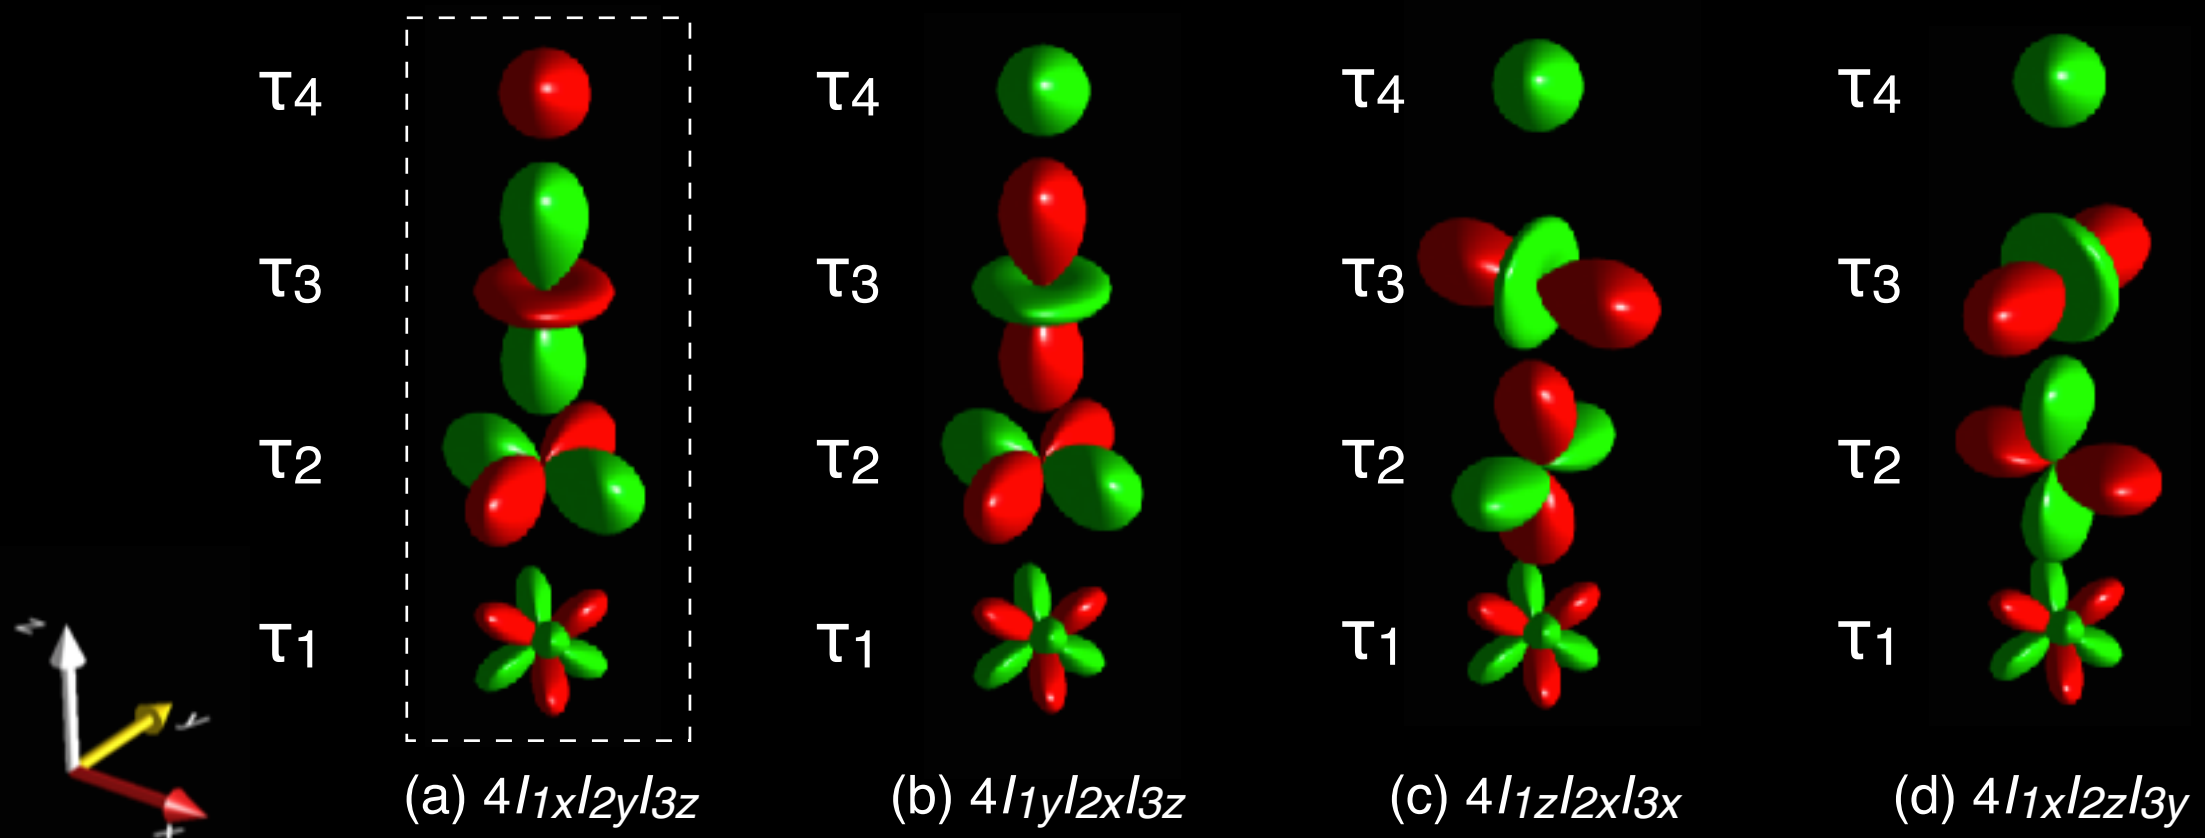 τ4 τ4 τ4 τ4
τ3 τ3 τ3 τ3
τ2 τ2 τ2 τ2
τ1 τ1 τ1 τ1
z
y
x
(a) 4I1xI2yI3z (b) 4I1yI2xI3z (c) 4I1zI2xI3x (d) 4I1xI2zI3y